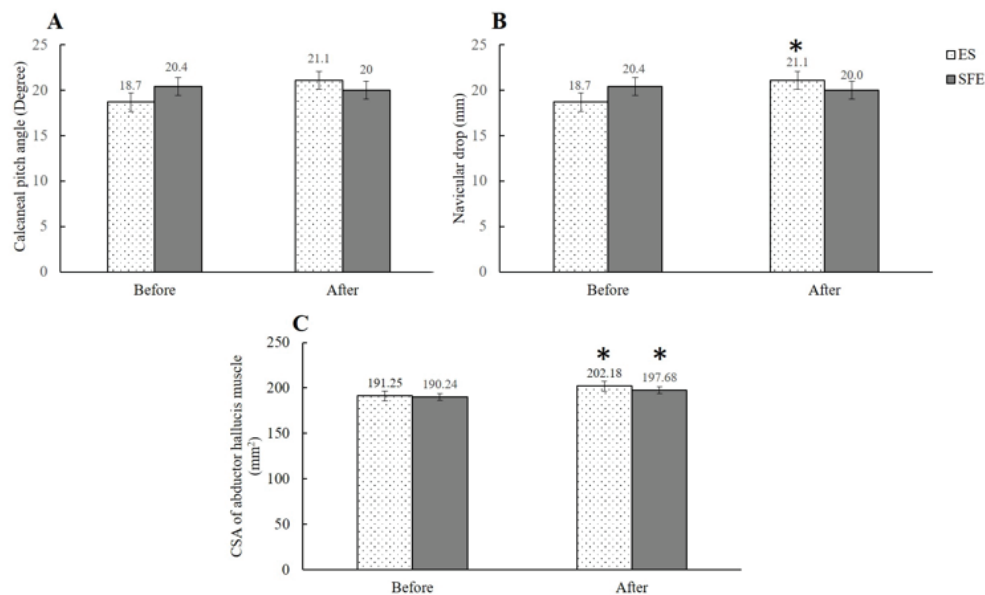 A
Calcaneal pitch angle (Degree)
25
20
15
10
5
0
18.7
20.4
21.1
20
Before
After
B
Navicular drop (mm)
25
20
15
10
5
0
18.7
20.4
*
21.1
20.0
Before
After
ES
SFE
C
CSA of abductor hallucis muscle
(mm²)
250
200
150
100
50
0
191.25
190.24
*
202.18
*
197.68
Before
After